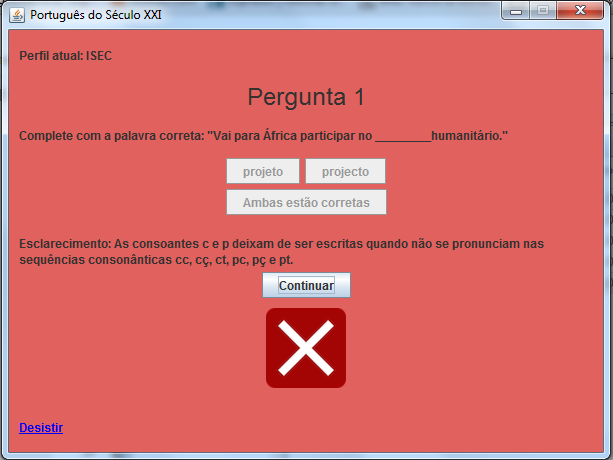 Português do Século XXI
Perfil atual: ISEC
Pergunta 1
Complete com a palavra correta: "Vai para África participar no ________humanitário."
projeto
projecto
Ambas estão corretas
Esclarecimento: As consoantes c e p deixam de ser escritas quando não se pronunciam nas
sequências consonânticas cc, cç, ct, pc, pç e pt.
Continuar
Desistir